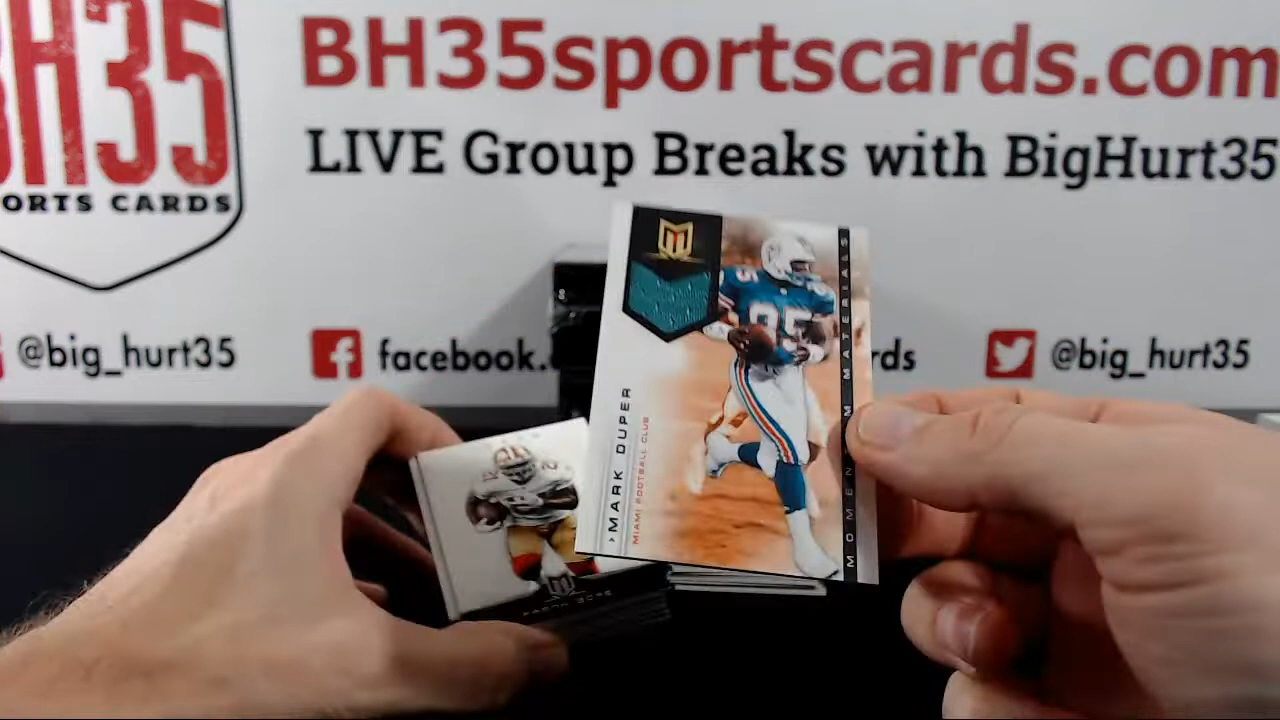 BH35
ORTS CARDS
BH35sportscards.com
LIVE Group Breaks with BigHurt35
@big_hurt35
facebook.
rds
@big_hurt35
85
MARK DUPER
MIAMI FOOTBALL CLUB
MOMENTUM MATERIALS